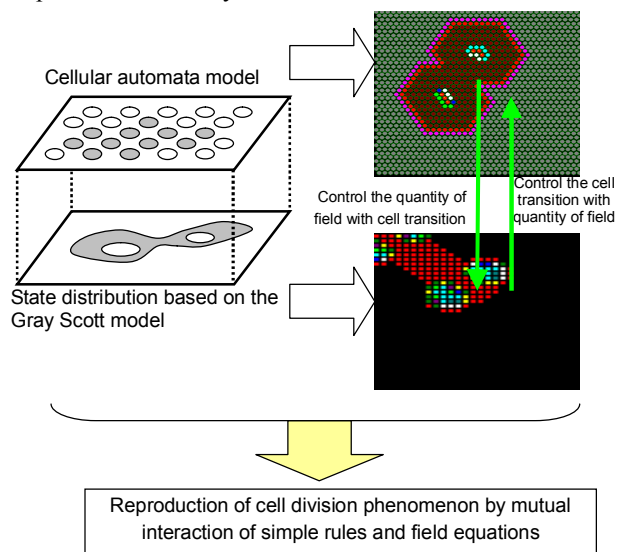 Cellular automata model
Control the quantity of
field with cell transition
Control the cell
transition with
quantity of field
State distribution based on the
Gray Scott model
Reproduction of cell division phenomenon by mutual
interaction of simple rules and field equations